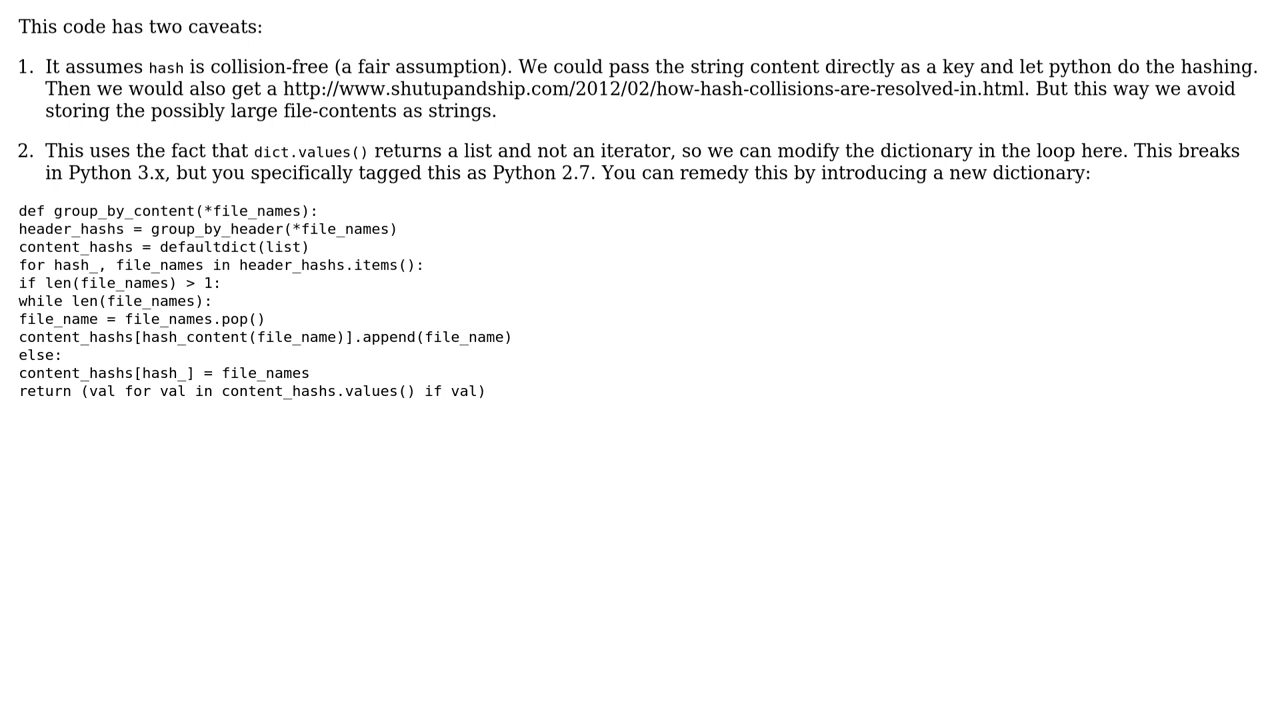 This code has two caveats:
1. It assumes hash is collision-free (a fair assumption). We could pass the string content directly as a key and let python do the hashing.
Then we would also get a http://www.shutupandship.com/2012/02/how-hash-collisions-are-resolved-in.html. But this way we avoid
storing the possibly large file-contents as strings.
2. This uses the fact that dict.values() returns a list and not an iterator, so we can modify the dictionary in the loop here. This breaks
in Python 3.x, but you specifically tagged this as Python 2.7. You can remedy this by introducing a new dictionary:
def group_by_content(*file_names):
header_hashs = group_by_header(*file_names)
content_hashs = defaultdict(list)
for hash_, file_names in header_hashs.items():
if len(file_names) > 1:
while len(file_names):
file_name = file_names.pop()
content_hashs[hash_content(file_name)].append(file_name)
else:
content_hashs[hash_] = file_names
return (val for val in content_hashs.values() if val)